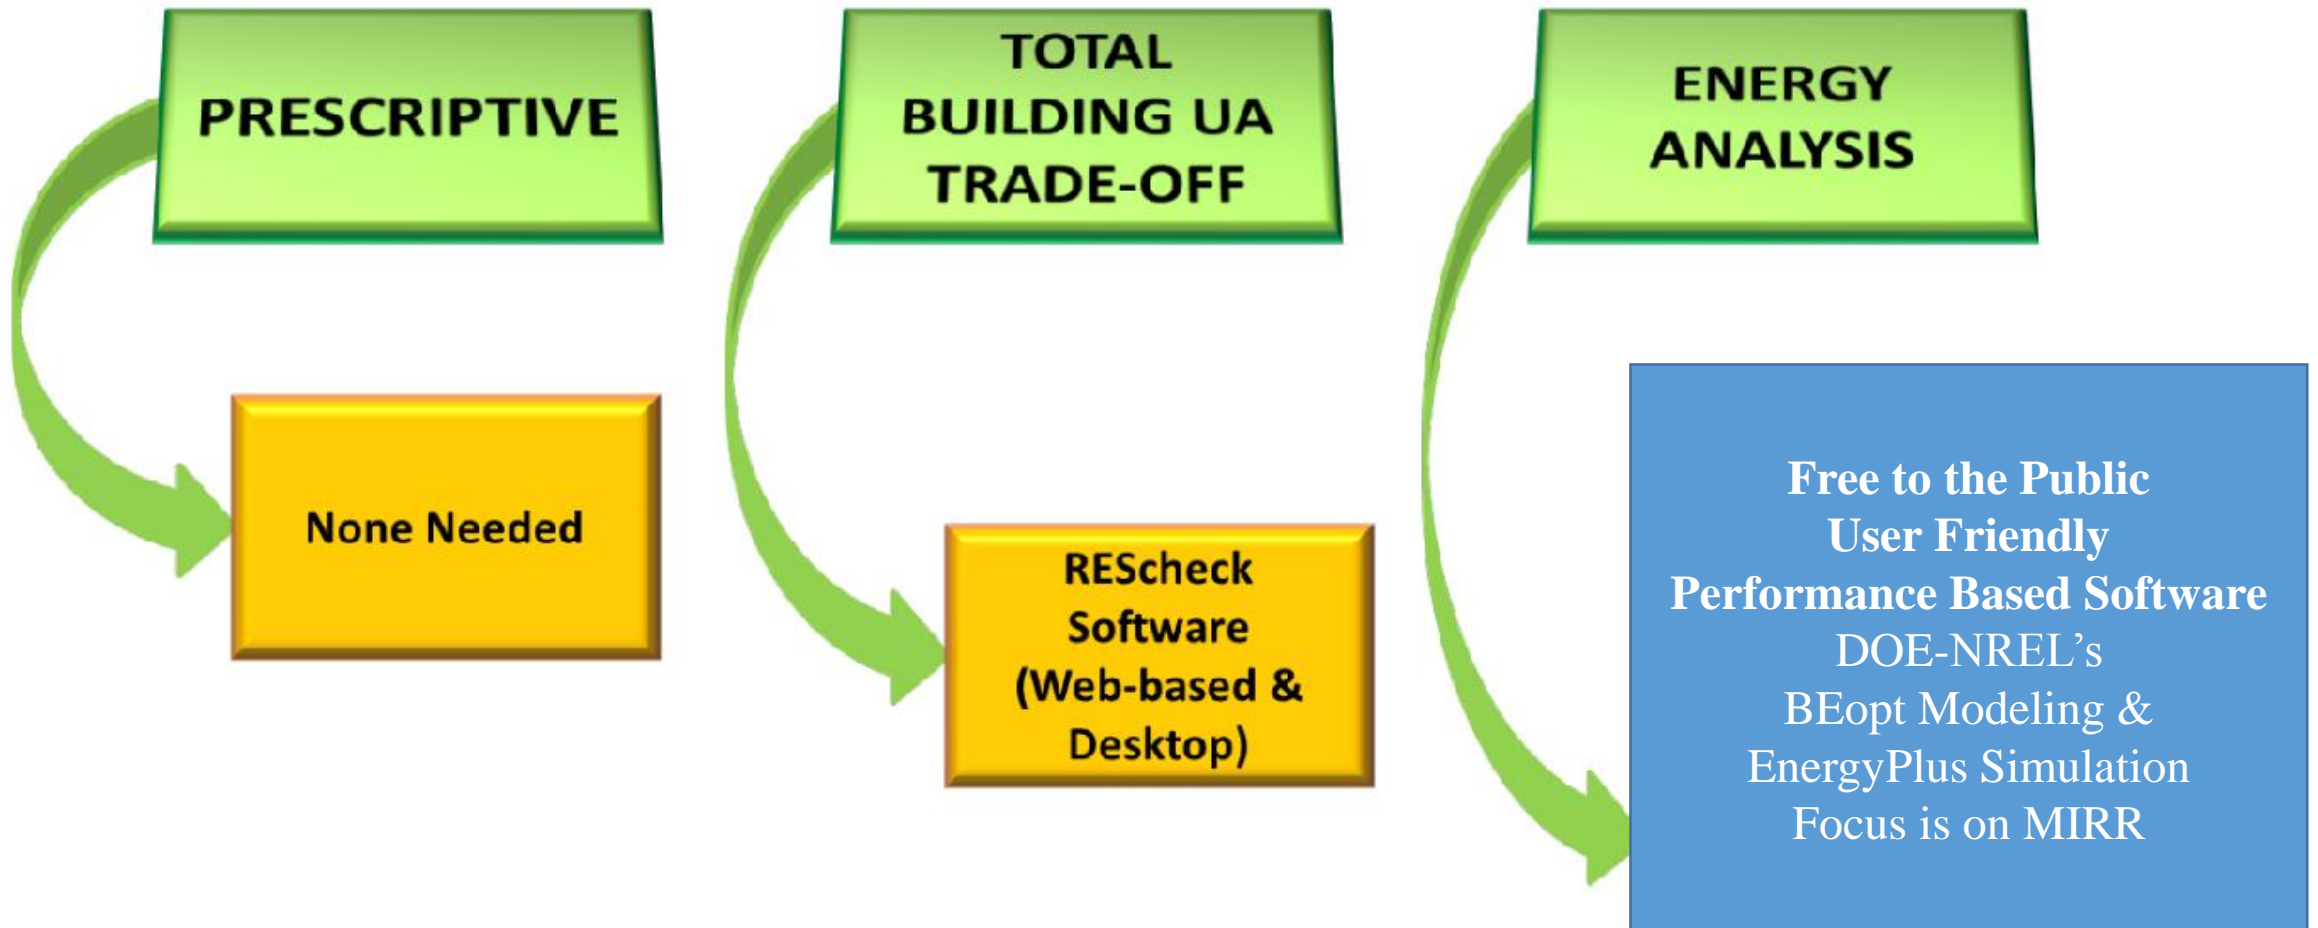 PRESCRIPTIVE
None Needed
TOTAL
BUILDING UA
TRADE-OFF
REScheck
Software
(Web-based &
Desktop)
ENERGY
ANALYSIS
Free to the Public
User Friendly
Performance Based Software
DOE-NREL’s
BEopt Modeling &
EnergyPlus Simulation
Focus is on MIRR